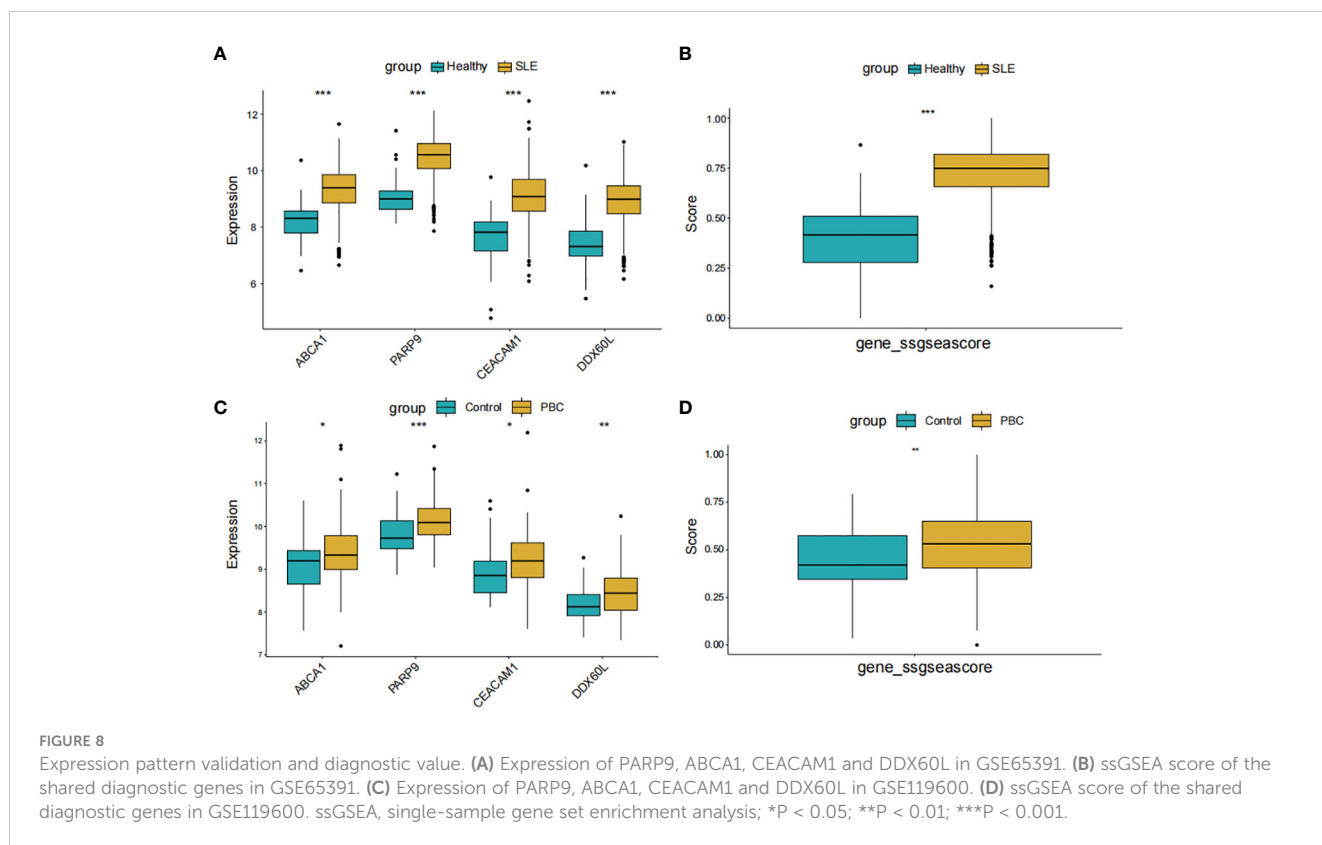 A
group Healthy SLE
*** *** *** ***
Expression
12
10
8
6
ABCA1 PARP9 CEACAM1 DDX60L
B
group Healthy SLE
***
Score
1.00
0.75
0.50
0.25
0.00
gene_ssgseascore
C
group Control PBC
* *** * **
Expression
12
11
10
9
8
7
ABCA1 PARP9 CEACAM1 DDX60L
D
group Control PBC
**
Score
1.00
0.75
0.50
0.25
0.00
gene_ssgseascore
FIGURE 8
Expression pattern validation and diagnostic value. (A) Expression of PARP9, ABCA1, CEACAM1 and DDX60L in GSE65391. (B) ssGSEA score of the
shared diagnostic genes in GSE65391. (C) Expression of PARP9, ABCA1, CEACAM1 and DDX60L in GSE119600. (D) ssGSEA score of the shared
diagnostic genes in GSE119600. ssGSEA, single-sample gene set enrichment analysis; *P < 0.05; **P < 0.01; ***P < 0.001.